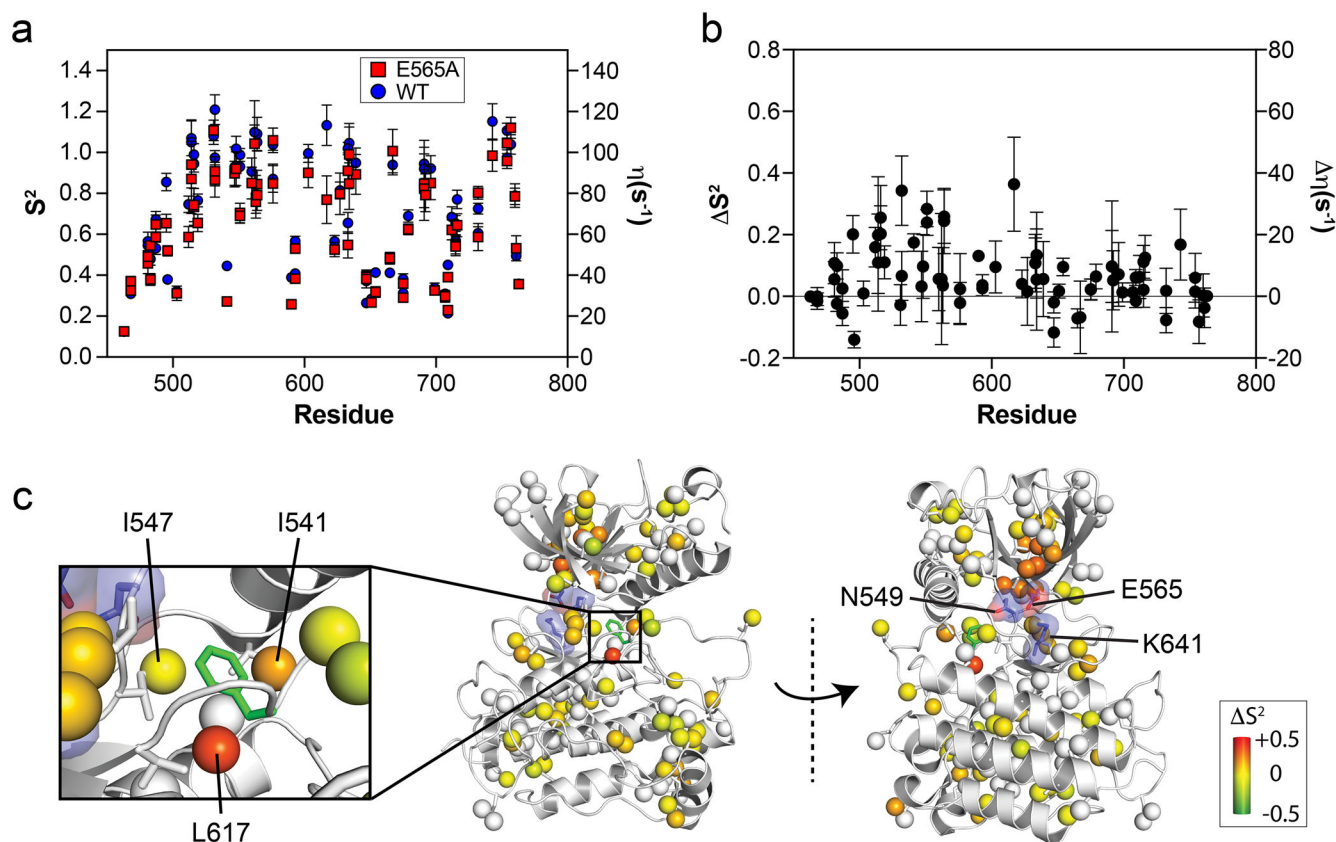 a
S²
1.4
1.2
1.0
0.8
0.6
0.4
0.2
0.0
140
120
100
80
60
40
20
0
η(s⁻¹)
E565A
WT
500
600
700
800
Residue
b
ΔS²
0.8
0.6
0.4
0.2
0.0
-0.2
80
60
40
20
0
-20
Δη(s⁻¹)
500
600
700
800
Residue
c
I547
I541
L617
N549
E565
K641
ΔS²
+0.5
0
-0.5